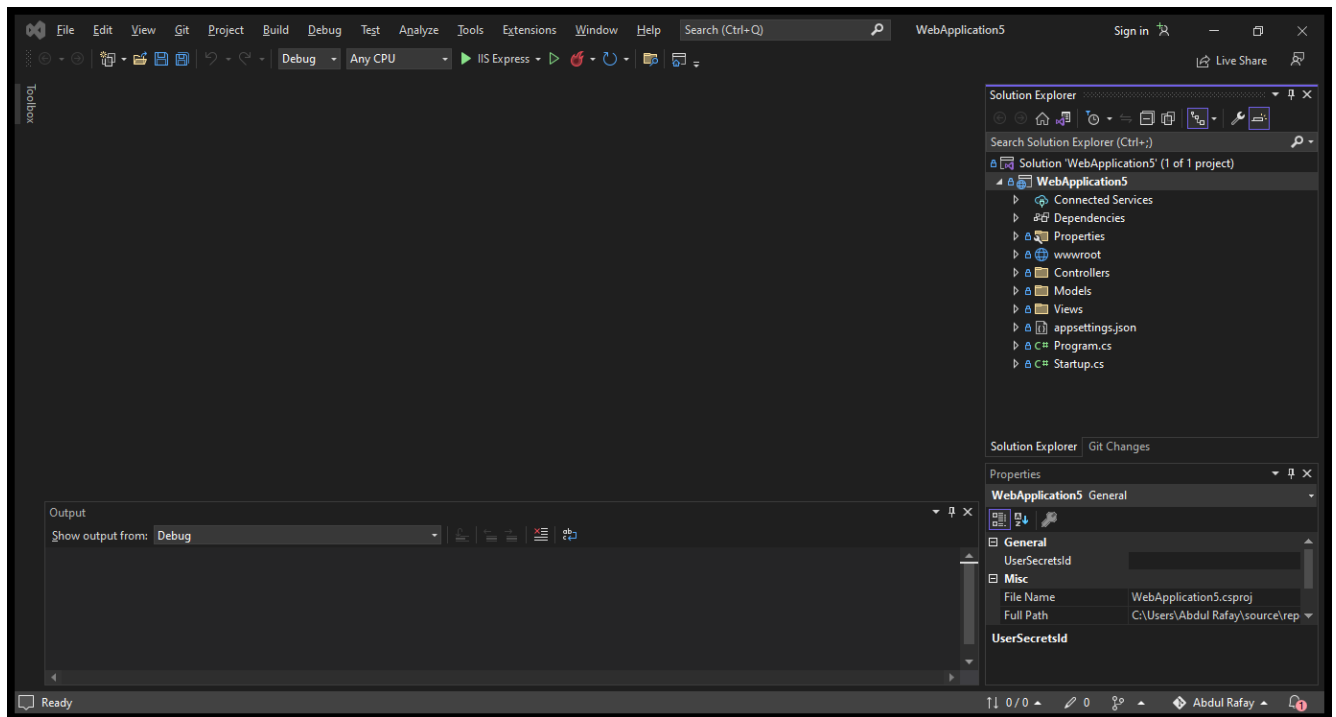 File Edit View Git Project Build Debug Test Analyze Tools Extensions Window Help Search (Ctrl+Q) WebApplication5 Sign in
Debug Any CPU IIS Express Live Share
Toolbox
Solution Explorer
Search Solution Explorer (Ctrl+;)
Solution 'WebApplication5' (1 of 1 project)
WebApplication5
Connected Services
Dependencies
Properties
wwwroot
Controllers
Models
Views
appsettings.json
C# Program.cs
C# Startup.cs
Solution Explorer Git Changes
Properties
WebApplication5 General
General
UserSecretsId
Misc
File Name WebApplication5.csproj
Full Path C:\Users\Abdul Rafay\source\rep
UserSecretsId
Output
Show output from: Debug
Ready 0 / 0 0 Abdul Rafay 1